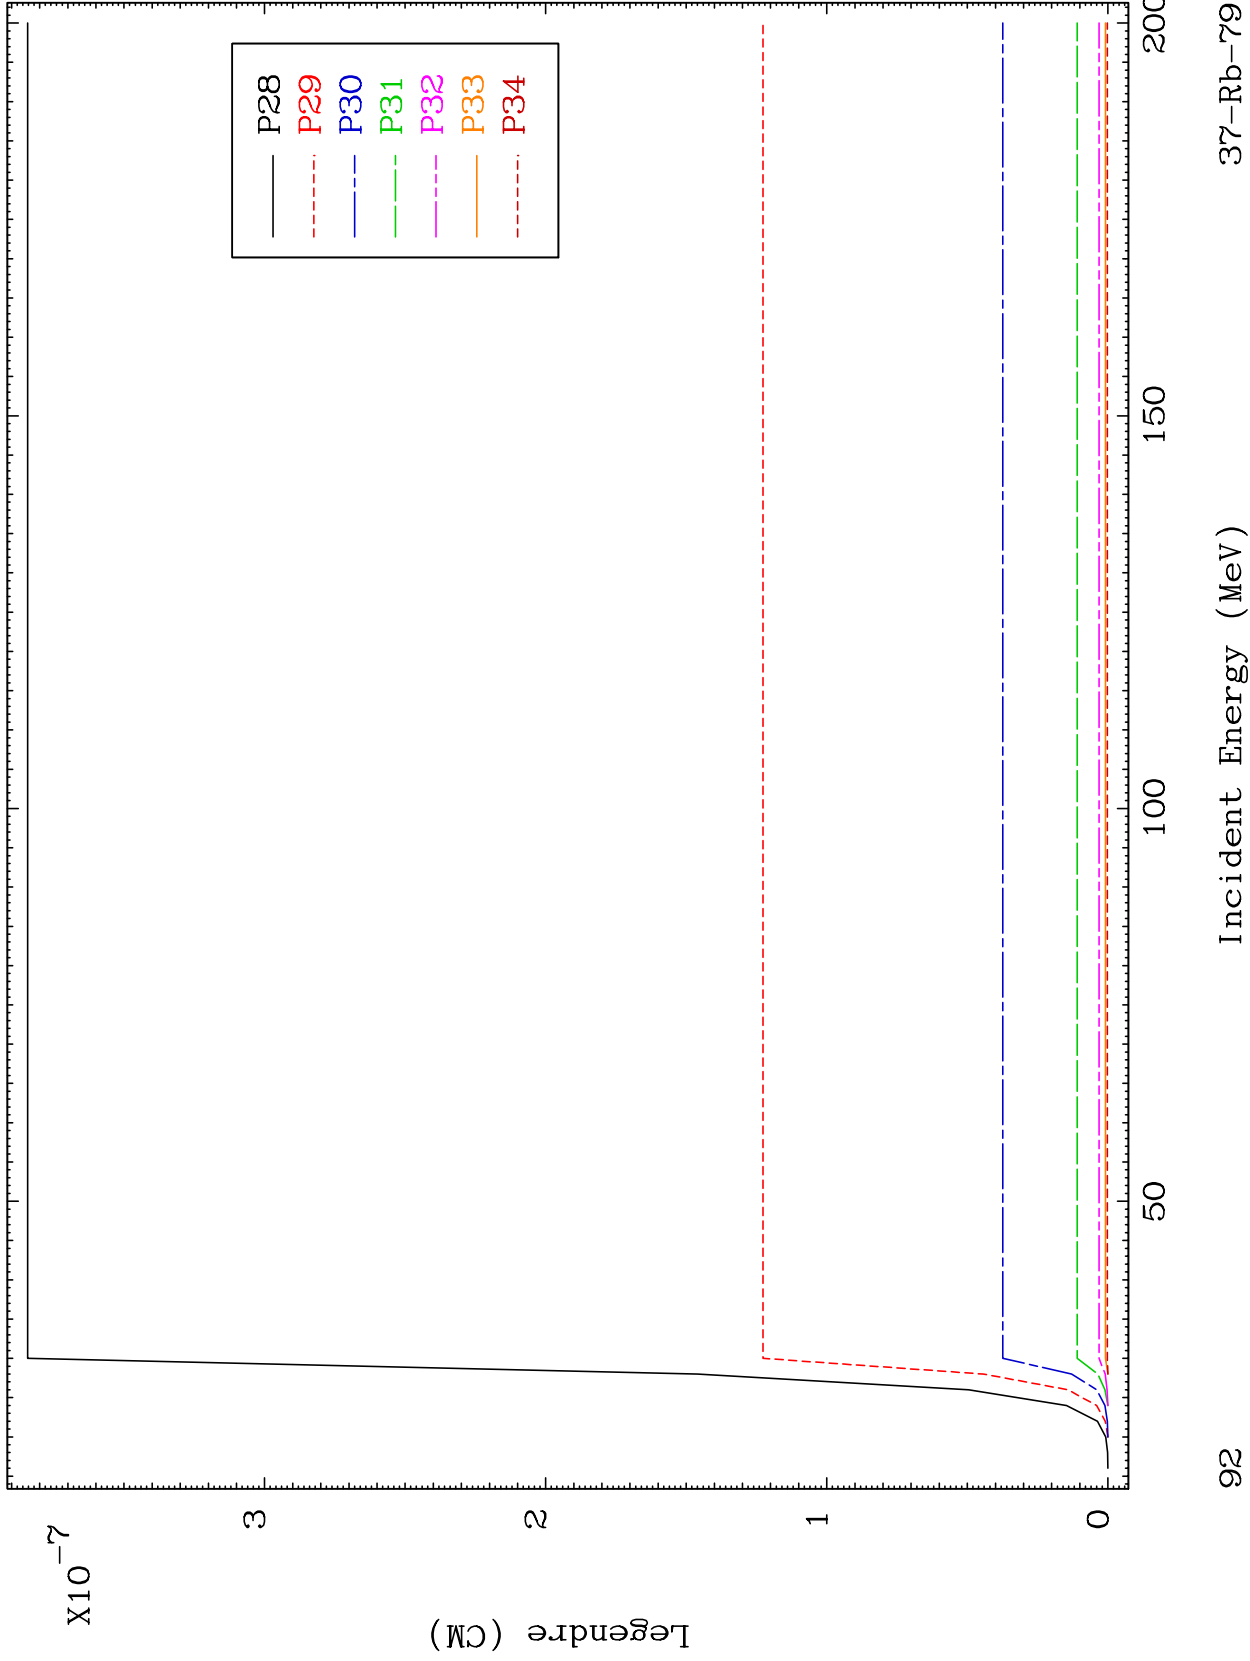 X10-7
Legendre (CM)
3
2
1
0
P28
P29
P30
P31
P32
P33
P34
50
100
150
200
92
Incident Energy (MeV)
37-Rb-79